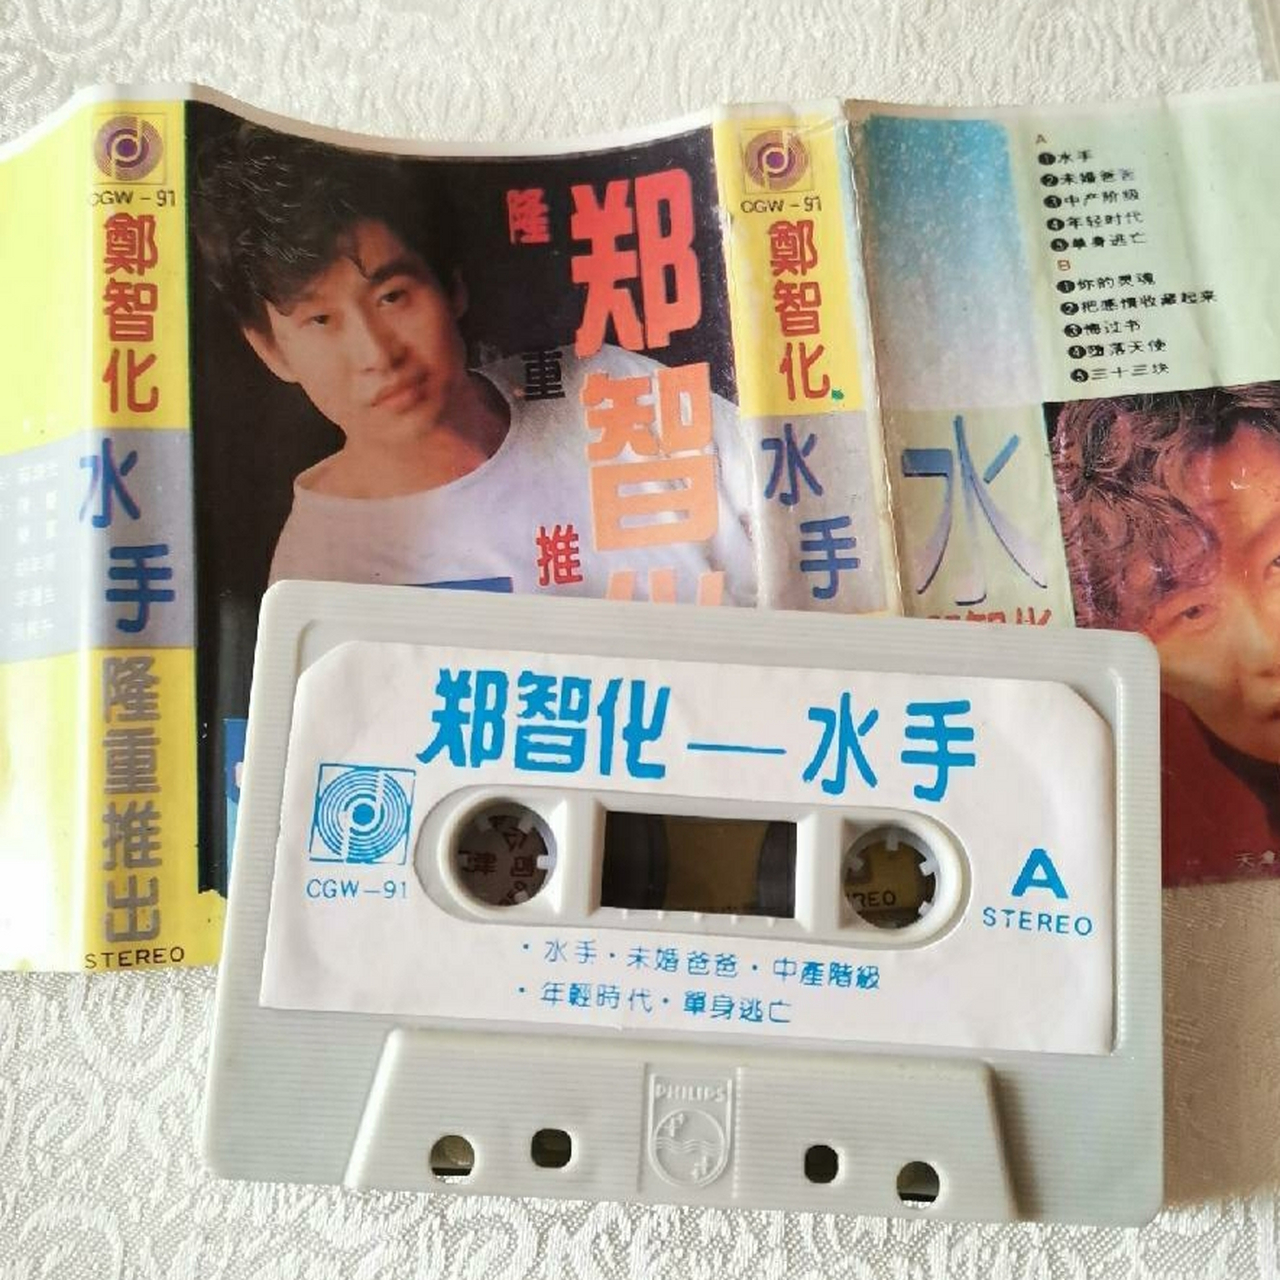 CGW-91
鄭智化
水手
隆重推出
STEREO
隆重推
郑智化
CGW-91
鄭智化
水手
水
A
❶水手
❷未婚爸爸
❸中产阶级
❹年轻时代
❺单身逃亡
B
❶你的灵魂
❷把感情收藏起来
❸悔过书
❹堕落天使
❺三十三块
郑智化—水手
CGW-91
A
STEREO
·水手·未婚爸爸·中產階級
·年輕時代·單身逃亡
PHILIPS